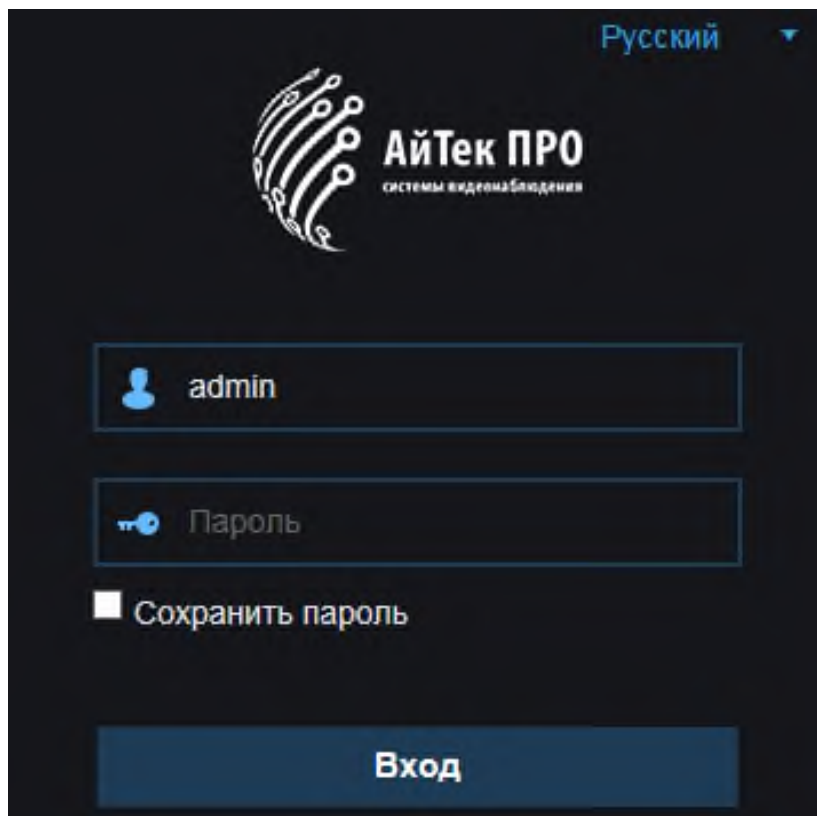 Русский
АйТек ПРО
системы видеонаблюдения
admin
Пароль
Сохранить пароль
Вход